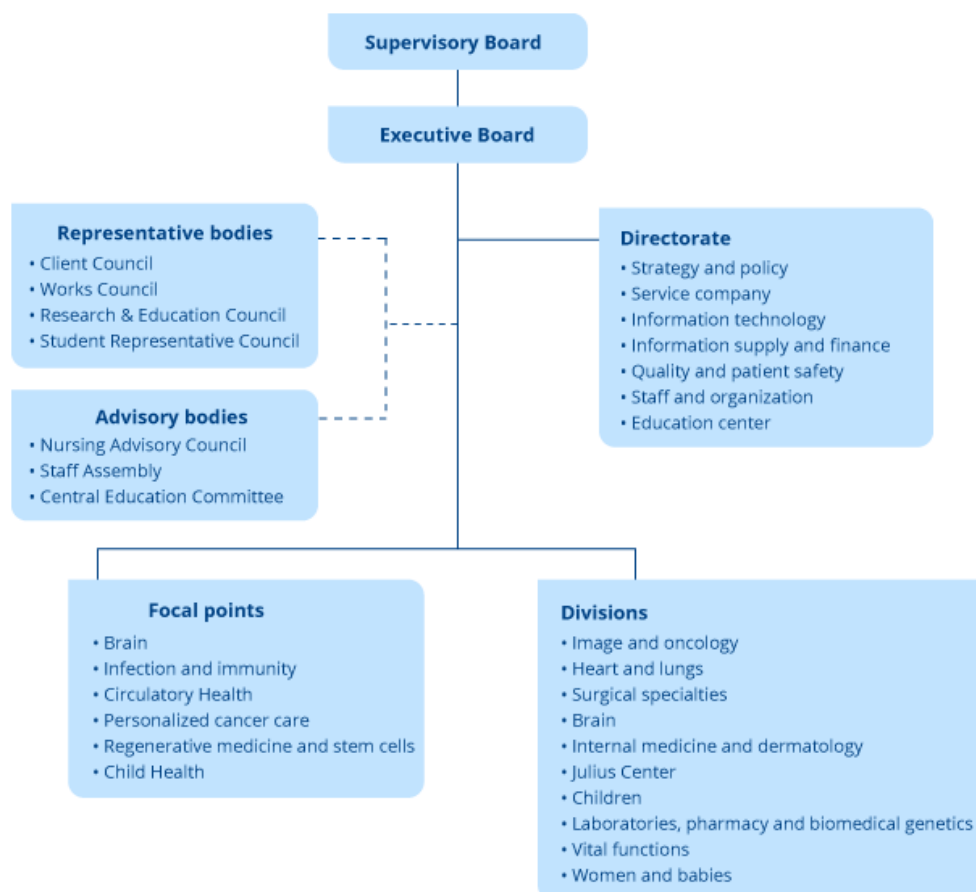 Supervisory Board
Executive Board
Representative bodies
• Client Council
• Works Council
• Research & Education Council
• Student Representative Council
Directorate
• Strategy and policy
• Service company
• Information technology
• Information supply and finance
• Quality and patient safety
• Staff and organization
• Education center
Advisory bodies
• Nursing Advisory Council
• Staff Assembly
• Central Education Committee
Focal points
• Brain
• Infection and immunity
• Circulatory Health
• Personalized cancer care
• Regenerative medicine and stem cells
• Child Health
Divisions
• Image and oncology
• Heart and lungs
• Surgical specialties
• Brain
• Internal medicine and dermatology
• Julius Center
• Children
• Laboratories, pharmacy and biomedical genetics
• Vital functions
• Women and babies